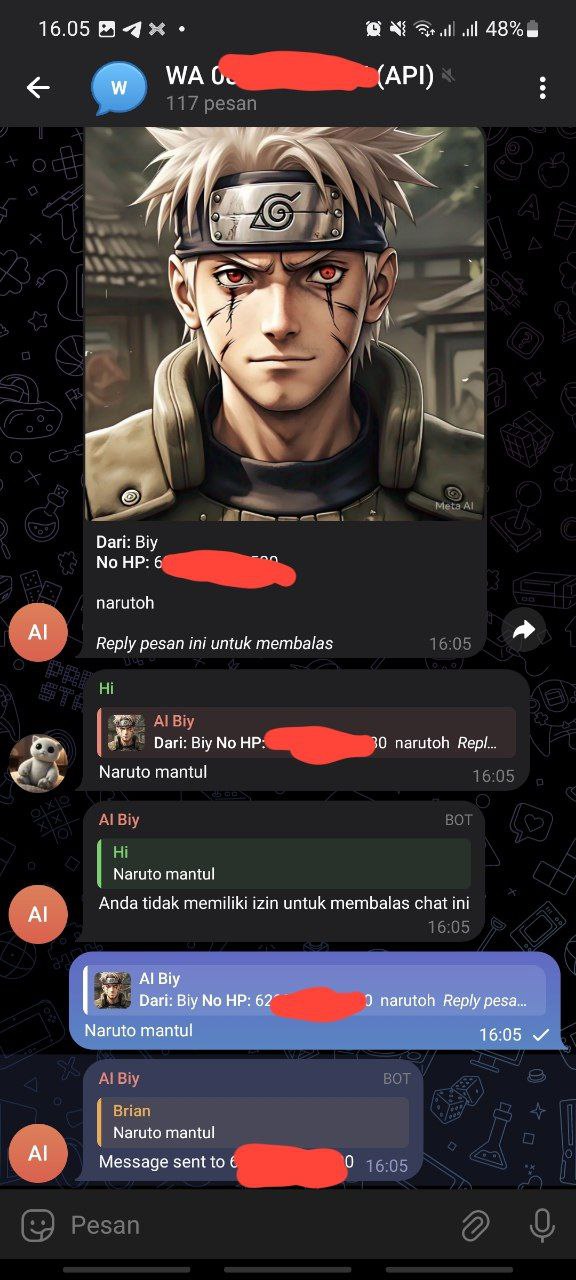 16.05
48%
W
WA 0 (API)
117 pesan
Meta AI
Dari: Biy
No HP: 6
narutoh
Reply pesan ini untuk membalas 16:05
AI
Hi
AI Biy
Dari: Biy No HP: 30 narutoh Repl...
Naruto mantul 16:05
AI Biy BOT
Hi
Naruto mantul
Anda tidak memiliki izin untuk membalas chat ini
16:05
AI
AI Biy
Dari: Biy No HP: 62 0 narutoh Reply pesa...
Naruto mantul 16:05
AI Biy BOT
Brian
Naruto mantul
Message sent to 6 0 16:05
AI
Pesan